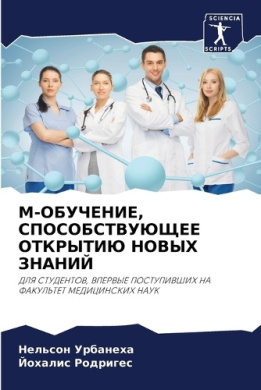 SCIENCIA
SCRIPTS
М-ОБУЧЕНИЕ,
СПОСОБСТВУЮЩЕЕ
ОТКРЫТИЮ НОВЫХ
ЗНАНИЙ
ДЛЯ СТУДЕНТОВ, ВПЕРВЫЕ ПОСТУПИВШИХ НА
ФАКУЛЬТЕТ МЕДИЦИНСКИХ НАУК
Нельсон Урбанеха
Йохалис Родригес